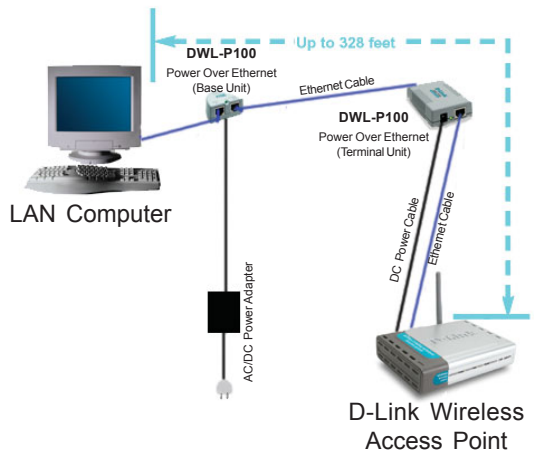 Up to 328 feet
DWL-P100
Power Over Ethernet
(Base Unit)
Ethernet Cable
DWL-P100
Power Over Ethernet
(Terminal Unit)
LAN Computer
DC Power Cable
Ethernet Cable
AC/DC Power Adapter
D-Link
D-Link Wireless
Access Point